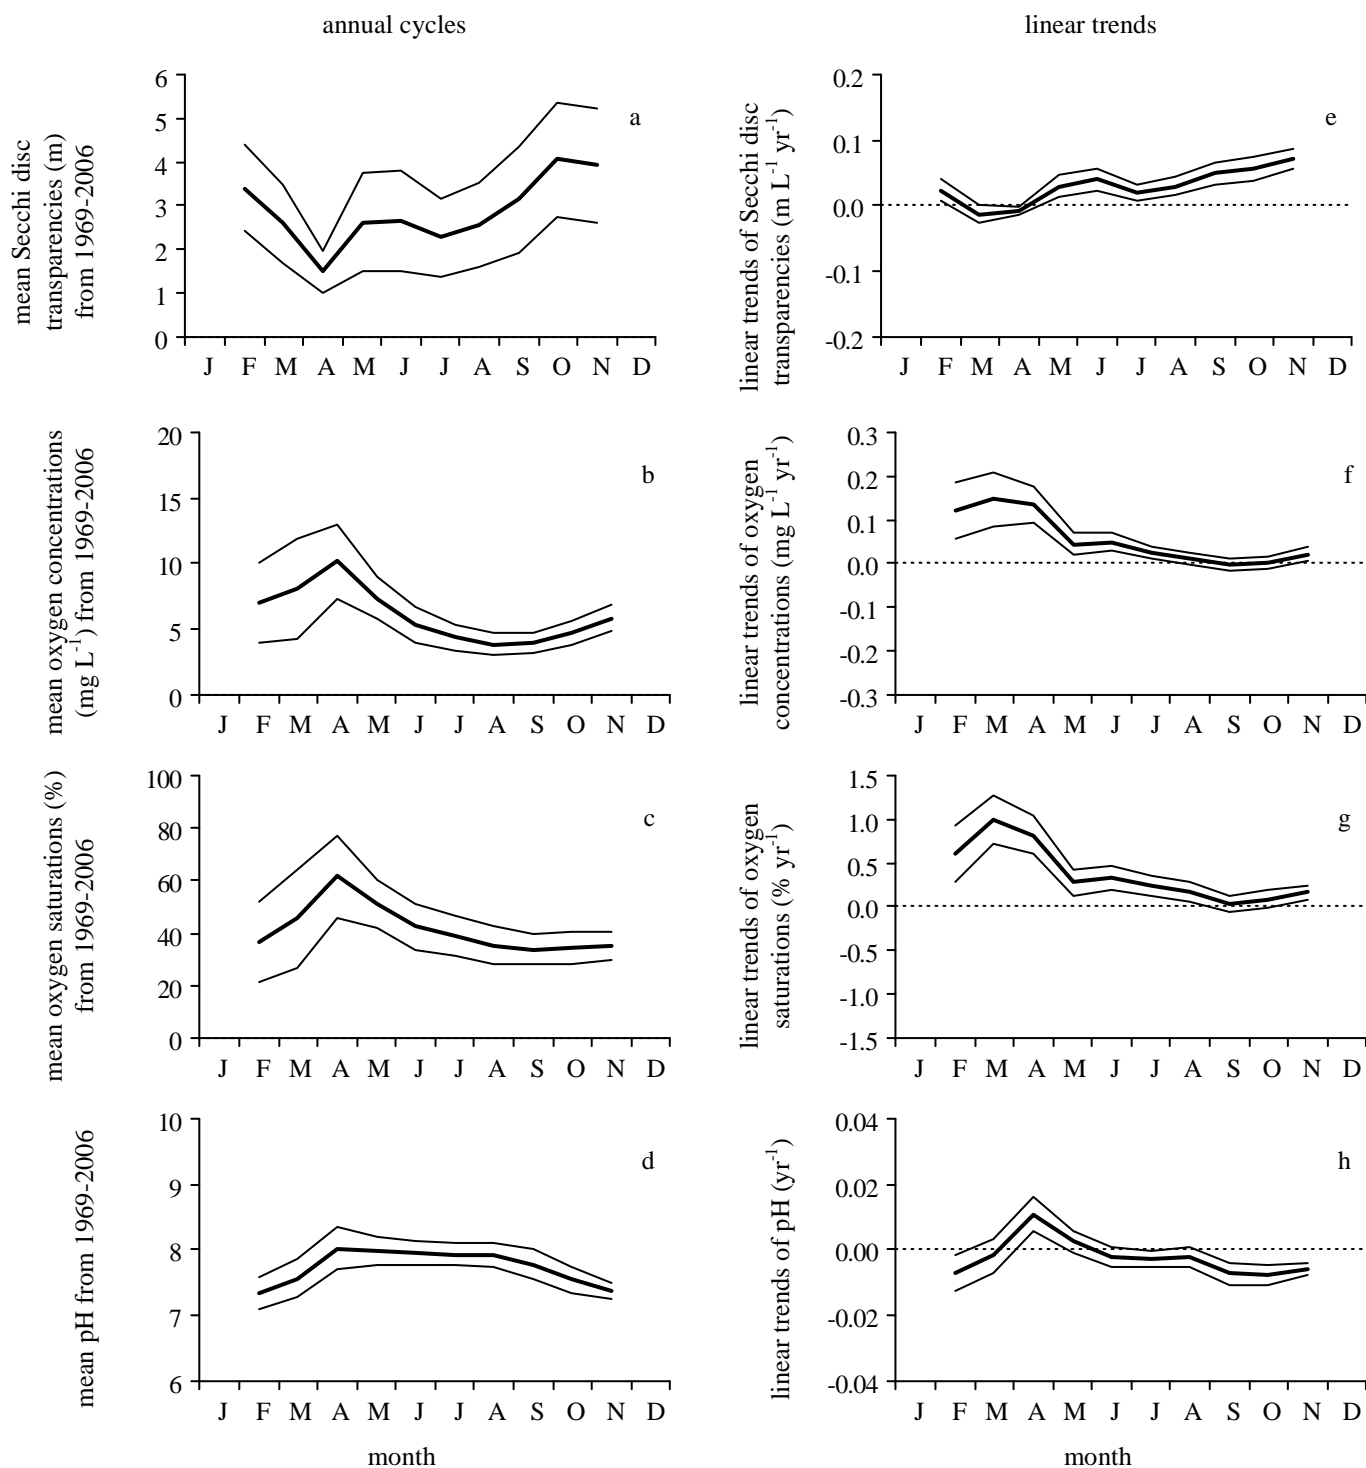 annual cycles
linear trends
mean Secchi disc
transparencies (m)
from 1969-2006
6
5
4
3
2
1
0
a
J F M A M J J A S O N D
linear trends of Secchi disc
transparencies (m L⁻¹ yr⁻¹)
0.2
0.1
0.0
-0.1
-0.2
e
J F M A M J J A S O N D
mean oxygen concentrations
(mg L⁻¹) from 1969-2006
20
15
10
5
0
b
J F M A M J J A S O N D
linear trends of oxygen
concentrations (mg L⁻¹ yr⁻¹)
0.3
0.2
0.1
0.0
-0.1
-0.2
-0.3
f
J F M A M J J A S O N D
mean oxygen saturations (%)
from 1969-2006
100
80
60
40
20
0
c
J F M A M J J A S O N D
linear trends of oxygen
saturations (% yr⁻¹)
1.5
1.0
0.5
0.0
-0.5
-1.0
-1.5
g
J F M A M J J A S O N D
mean pH from 1969-2006
10
9
8
7
6
d
J F M A M J J A S O N D
month
linear trends of pH (yr⁻¹)
0.04
0.02
0.00
-0.02
-0.04
h
J F M A M J J A S O N D
month